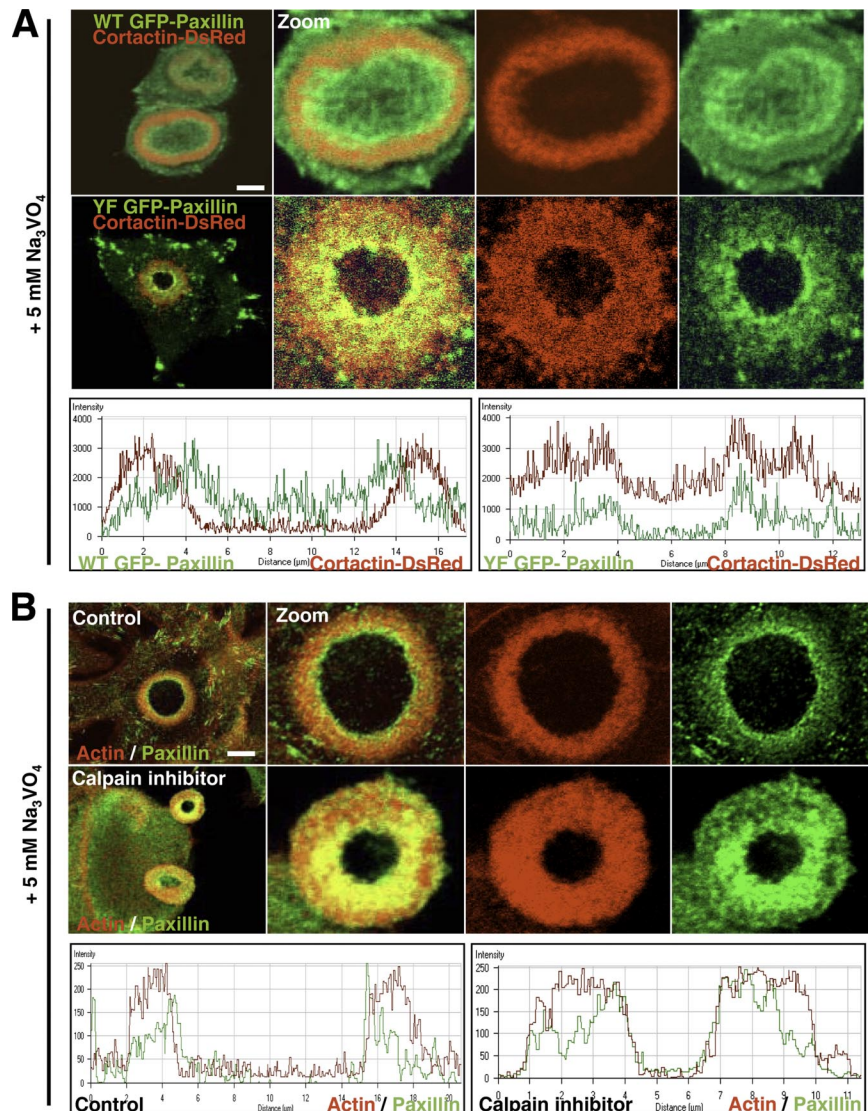 A
WT GFP-Paxillin
Cortactin-DsRed
Zoom
YF GFP-Paxillin
Cortactin-DsRed
+ 5 mM Na₃VO₄
Intensity
4000
3000
2000
1000
0
0 2 4 6 8 10 12 14 16
Distance (µm)
WT GFP- Paxillin
Cortactin-DsRed
Intensity
4000
3000
2000
1000
0
0 2 4 6 8 10 12
Distance (µm)
YF GFP-Paxillin
Cortactin-DsRed
B
Control
Zoom
Actin / Paxillin
Calpain inhibitor
Actin / Paxillin
+ 5 mM Na₃VO₄
Intensity
250
200
150
100
50
0
0 2 4 6 8 10 12 14 16 18 20
Distance (µm)
Control
Actin / Paxillin
Intensity
250
200
150
100
50
0
0 1 2 3 4 5 6 7 8 9 10 11
Distance (µm)
Calpain inhibitor
Actin / Paxillin